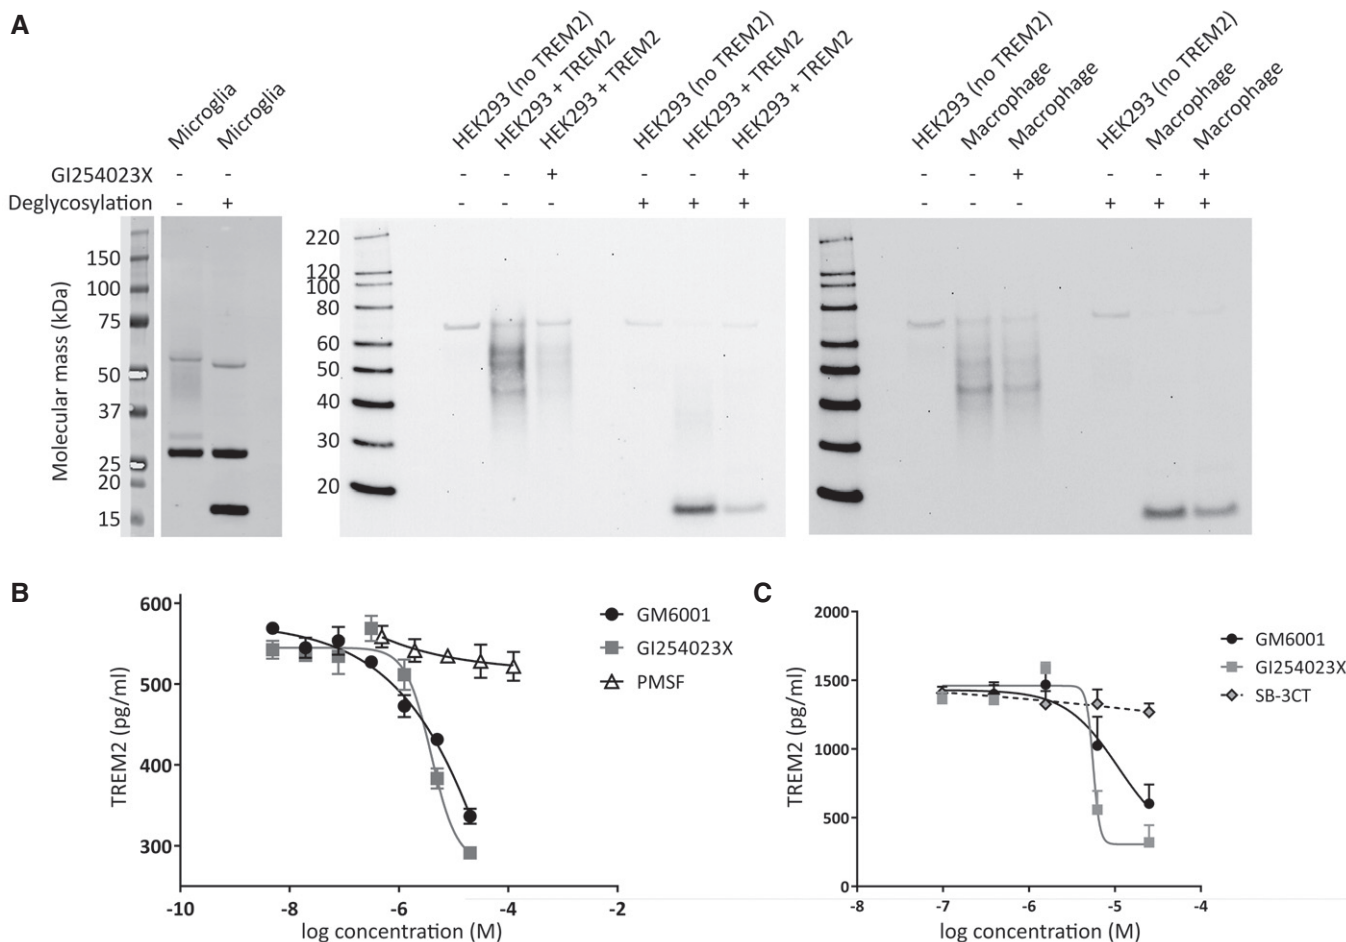 A
Microglia
Microglia
HEK293 (no TREM2)
HEK293 + TREM2
HEK293 + TREM2
HEK293 (no TREM2)
HEK293 + TREM2
HEK293 + TREM2
HEK293 (no TREM2)
Macrophage
Macrophage
HEK293 (no TREM2)
Macrophage
Macrophage
GI254023X - - - - + - - + - - + - - +
Deglycosylation - + - - - + + + - - - + + +
Molecular mass (kDa)
150
100
75
50
37
25
20
15
220
120
100
80
60
50
40
30
20
B
TREM2 (pg/ml)
600
500
400
300
-10 -8 -6 -4 -2
log concentration (M)
GM6001
GI254023X
PMSF
C
TREM2 (pg/ml)
2000
1500
1000
500
0
-8 -7 -6 -5 -4
log concentration (M)
GM6001
GI254023X
SB-3CT